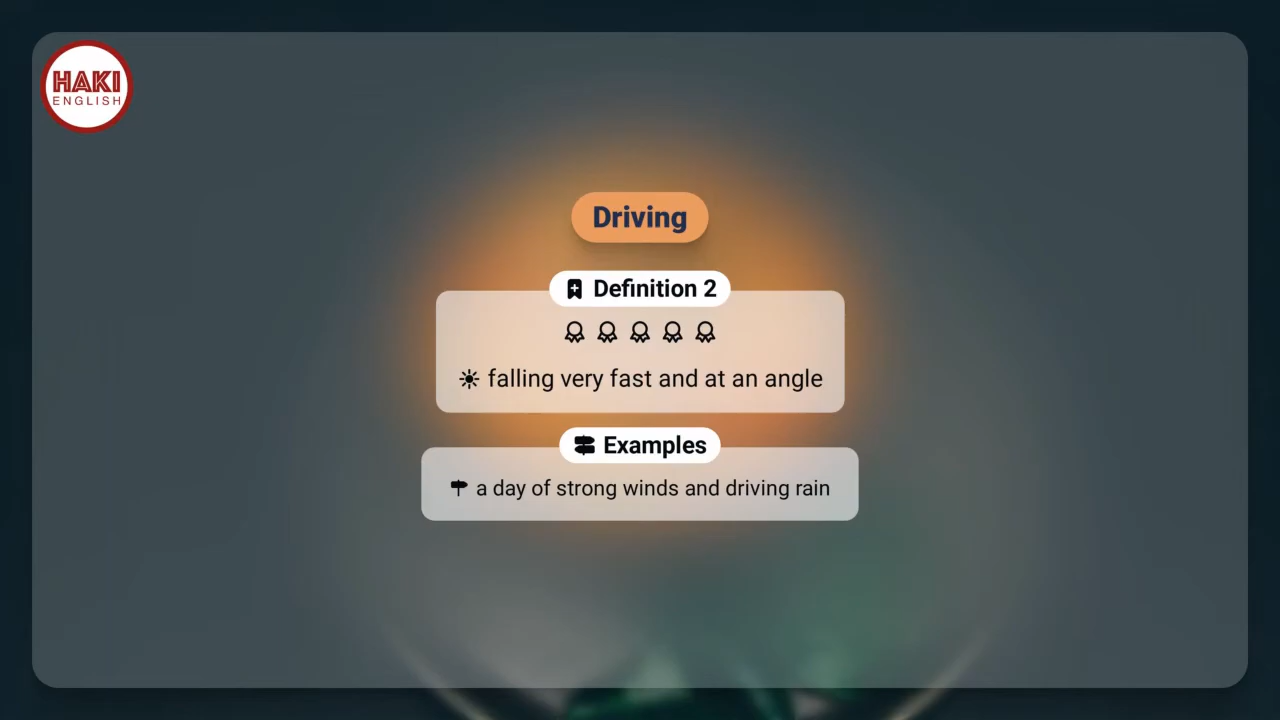 HAKI
ENGLISH
Driving
Definition 2
falling very fast and at an angle
Examples
a day of strong winds and driving rain